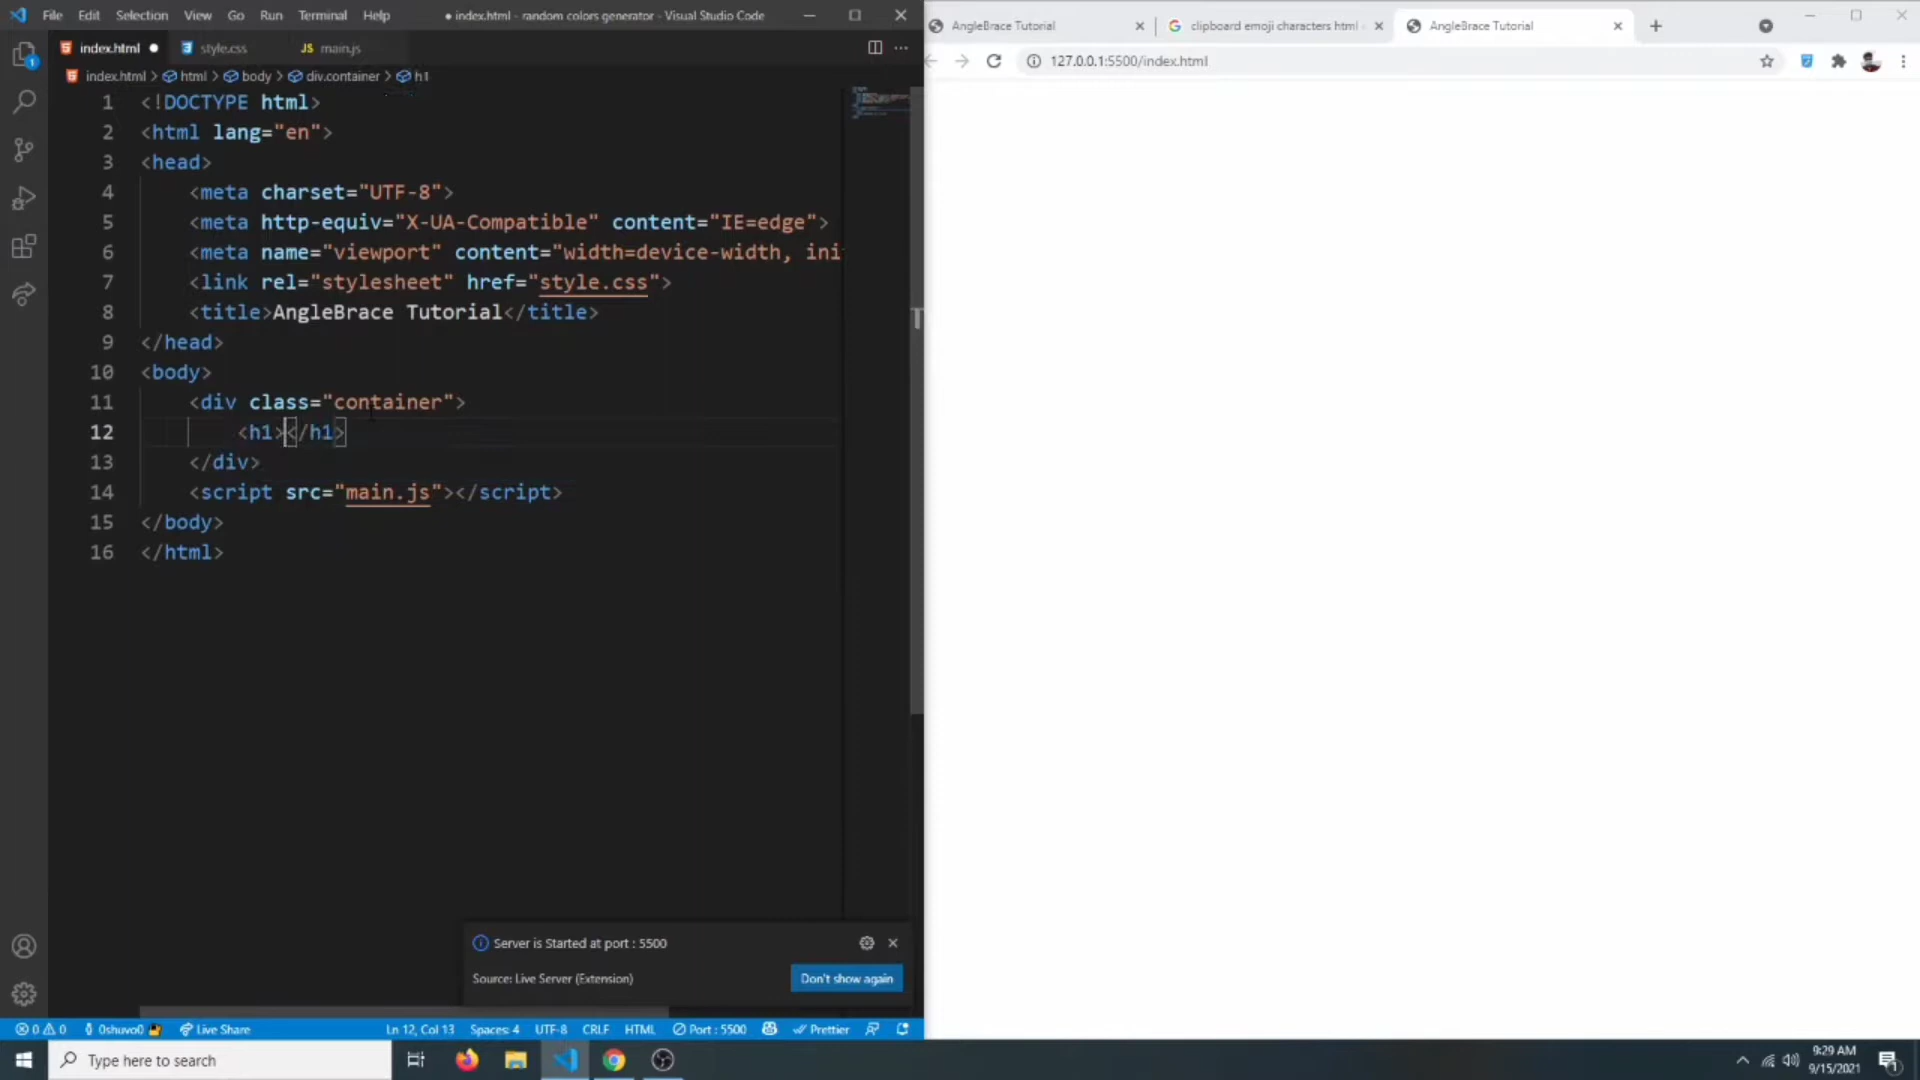 File Edit Selection View Go Run Terminal Help
● index.html - random colors generator - Visual Studio Code
index.html ●
style.css
JS main.js
index.html > html > body > div.container > h1
1 <!DOCTYPE html>
2 <html lang="en">
3 <head>
4 <meta charset="UTF-8">
5 <meta http-equiv="X-UA-Compatible" content="IE=edge">
6 <meta name="viewport" content="width=device-width, ini
7 <link rel="stylesheet" href="style.css">
8 <title>AngleBrace Tutorial</title>
9 </head>
10 <body>
11 <div class="container">
12 <h1></h1>
13 </div>
14 <script src="main.js"></script>
15 </body>
16 </html>
Server is Started at port : 5500
Source: Live Server (Extension)
Don't show again
0 0 0shuvo0 Live Share Ln 12, Col 13 Spaces: 4 UTF-8 CRLF HTML Port : 5500 Prettier
AngleBrace Tutorial
clipboard emoji characters html
AngleBrace Tutorial
127.0.0.1:5500/index.html
Type here to search
9:29 AM
9/15/2021
1